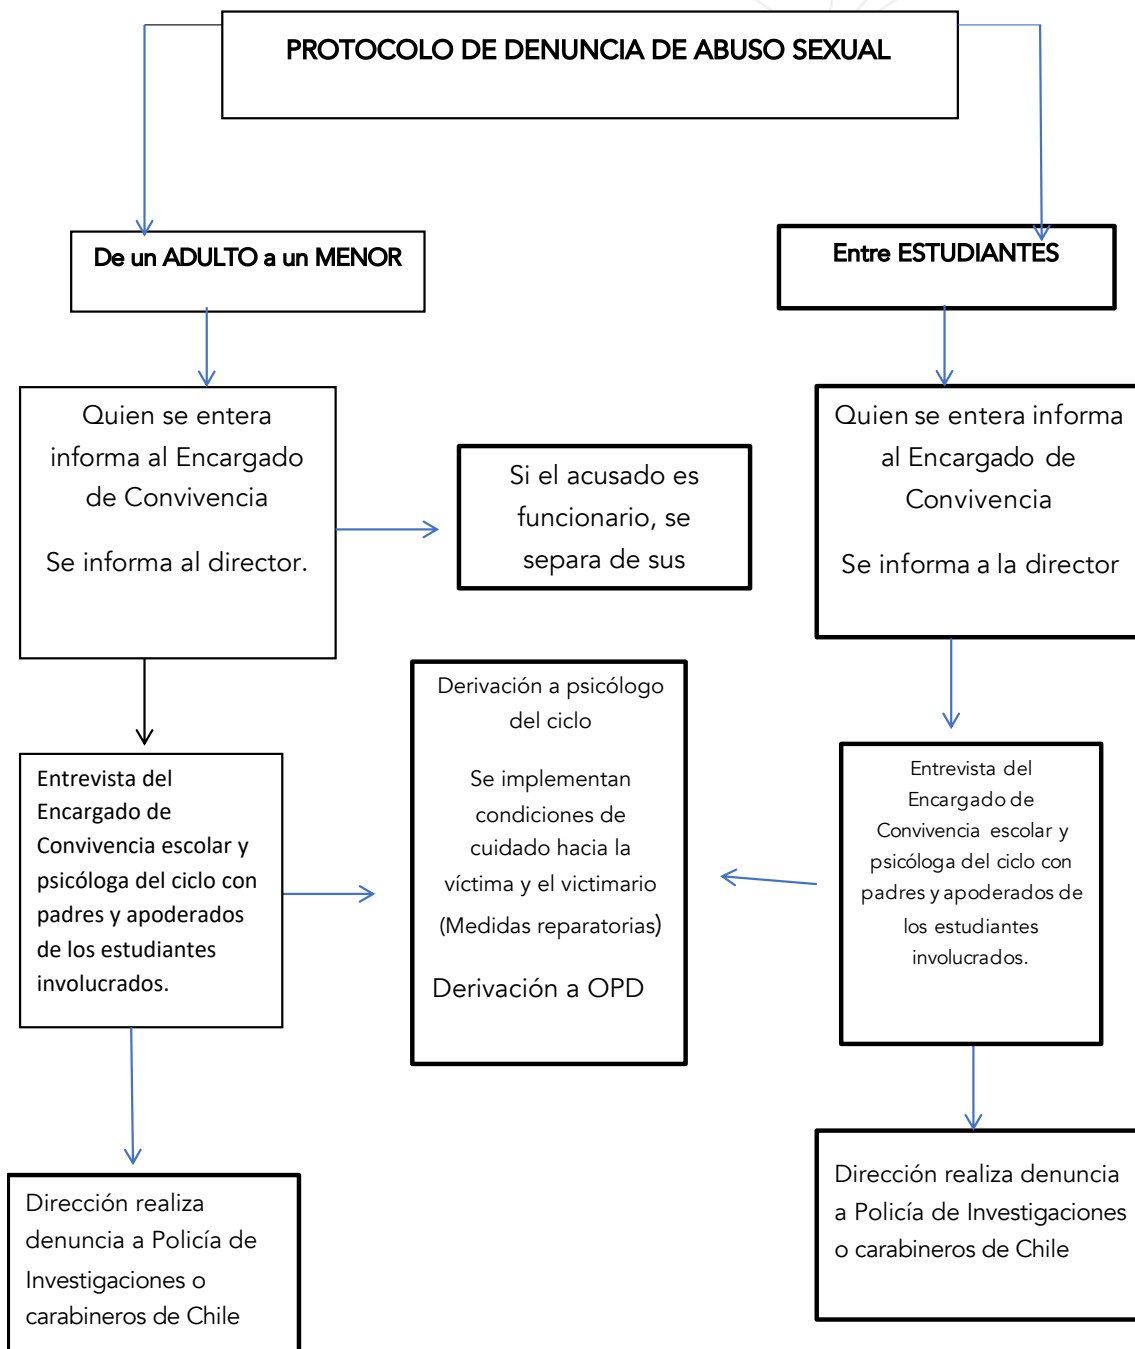 PROTOCOLO DE DENUNCIA DE ABUSO SEXUAL
De un ADULTO a un MENOR
Entre ESTUDIANTES
Quien se entera
informa al Encargado
de Convivencia
Se informa al director.
Si el acusado es
funcionario, se
separa de sus
Quien se entera informa
al Encargado de
Convivencia
Se informa a la director
Entrevista del
Encargado de
Convivencia escolar y
psicóloga del ciclo con
padres y apoderados
de los estudiantes
involucrados.
Derivación a psicólogo
del ciclo
Se implementan
condiciones de
cuidado hacia la
víctima y el victimario
(Medidas reparatorias)
Derivación a OPD
Entrevista del
Encargado de
Convivencia escolar y
psicóloga del ciclo con
padres y apoderados de
los estudiantes
involucrados.
Dirección realiza
denuncia a Policía de
Investigaciones o
carabineros de Chile
Dirección realiza denuncia
a Policía de Investigaciones
o carabineros de Chile